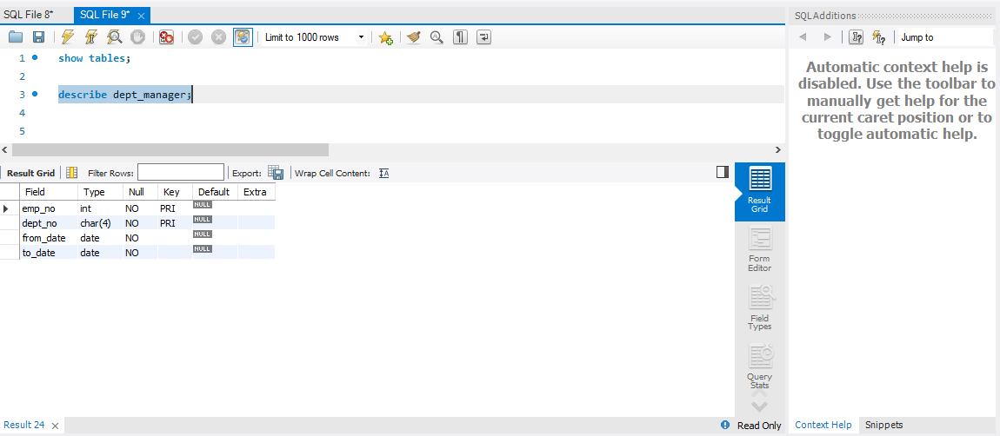 SQL File 8*
SQL File 9*
SQLAdditions
Limit to 1000 rows
Jump to
1 show tables;
2
3 describe dept_manager;
4
5
Automatic context help is
disabled. Use the toolbar to
manually get help for the
current caret position or to
toggle automatic help.
Result Grid Filter Rows: Export: Wrap Cell Content:
Field Type Null Key Default Extra
emp_no int NO PRI NULL
dept_no char(4) NO PRI NULL
from_date date NO NULL
to_date date NO NULL
Result
Grid
Form
Editor
Field
Types
Query
Stats
Result 24
Read Only
Context Help Snippets